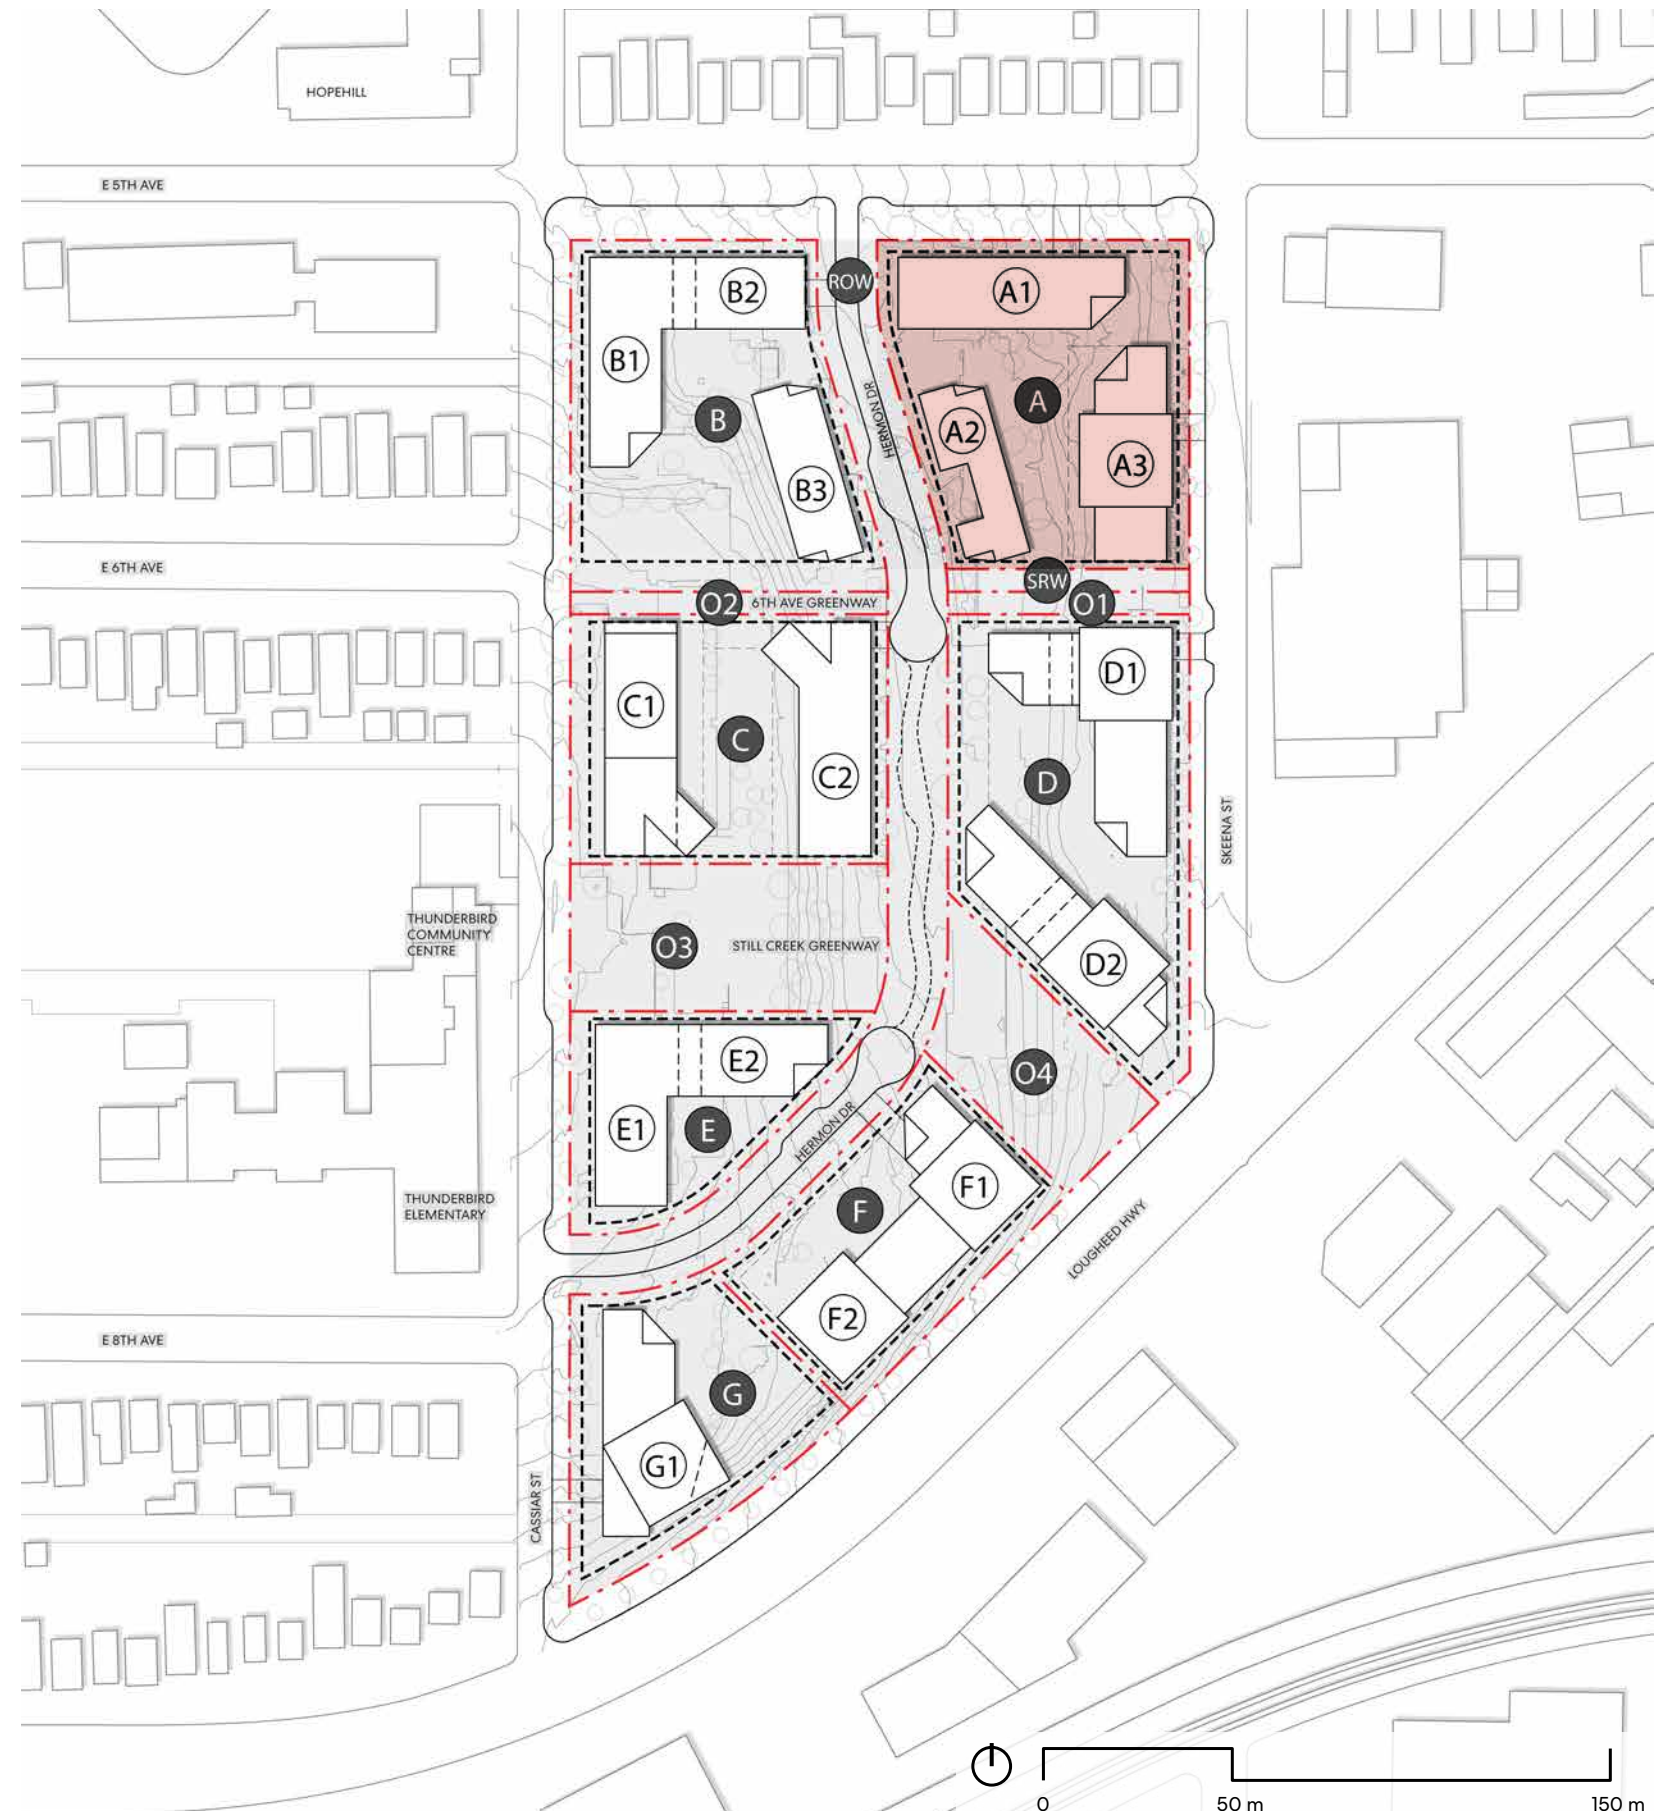 HOPEHILL
E 5TH AVE
ROW
B2
A1
B1
HERMON DR
A
B
A2
A3
B3
E 6TH AVE
SRW
O2
6TH AVE GREENWAY
O1
D1
C1
C
C2
D
SKEENA ST
THUNDERBIRD
COMMUNITY
CENTRE
O3
STILL CREEK GREENWAY
D2
E2
O4
E1
E
HERMON DR
F1
THUNDERBIRD
ELEMENTARY
F
LOUGHEED HWY
F2
E 8TH AVE
G
G1
CASSIAR ST
0
50 m
150 m